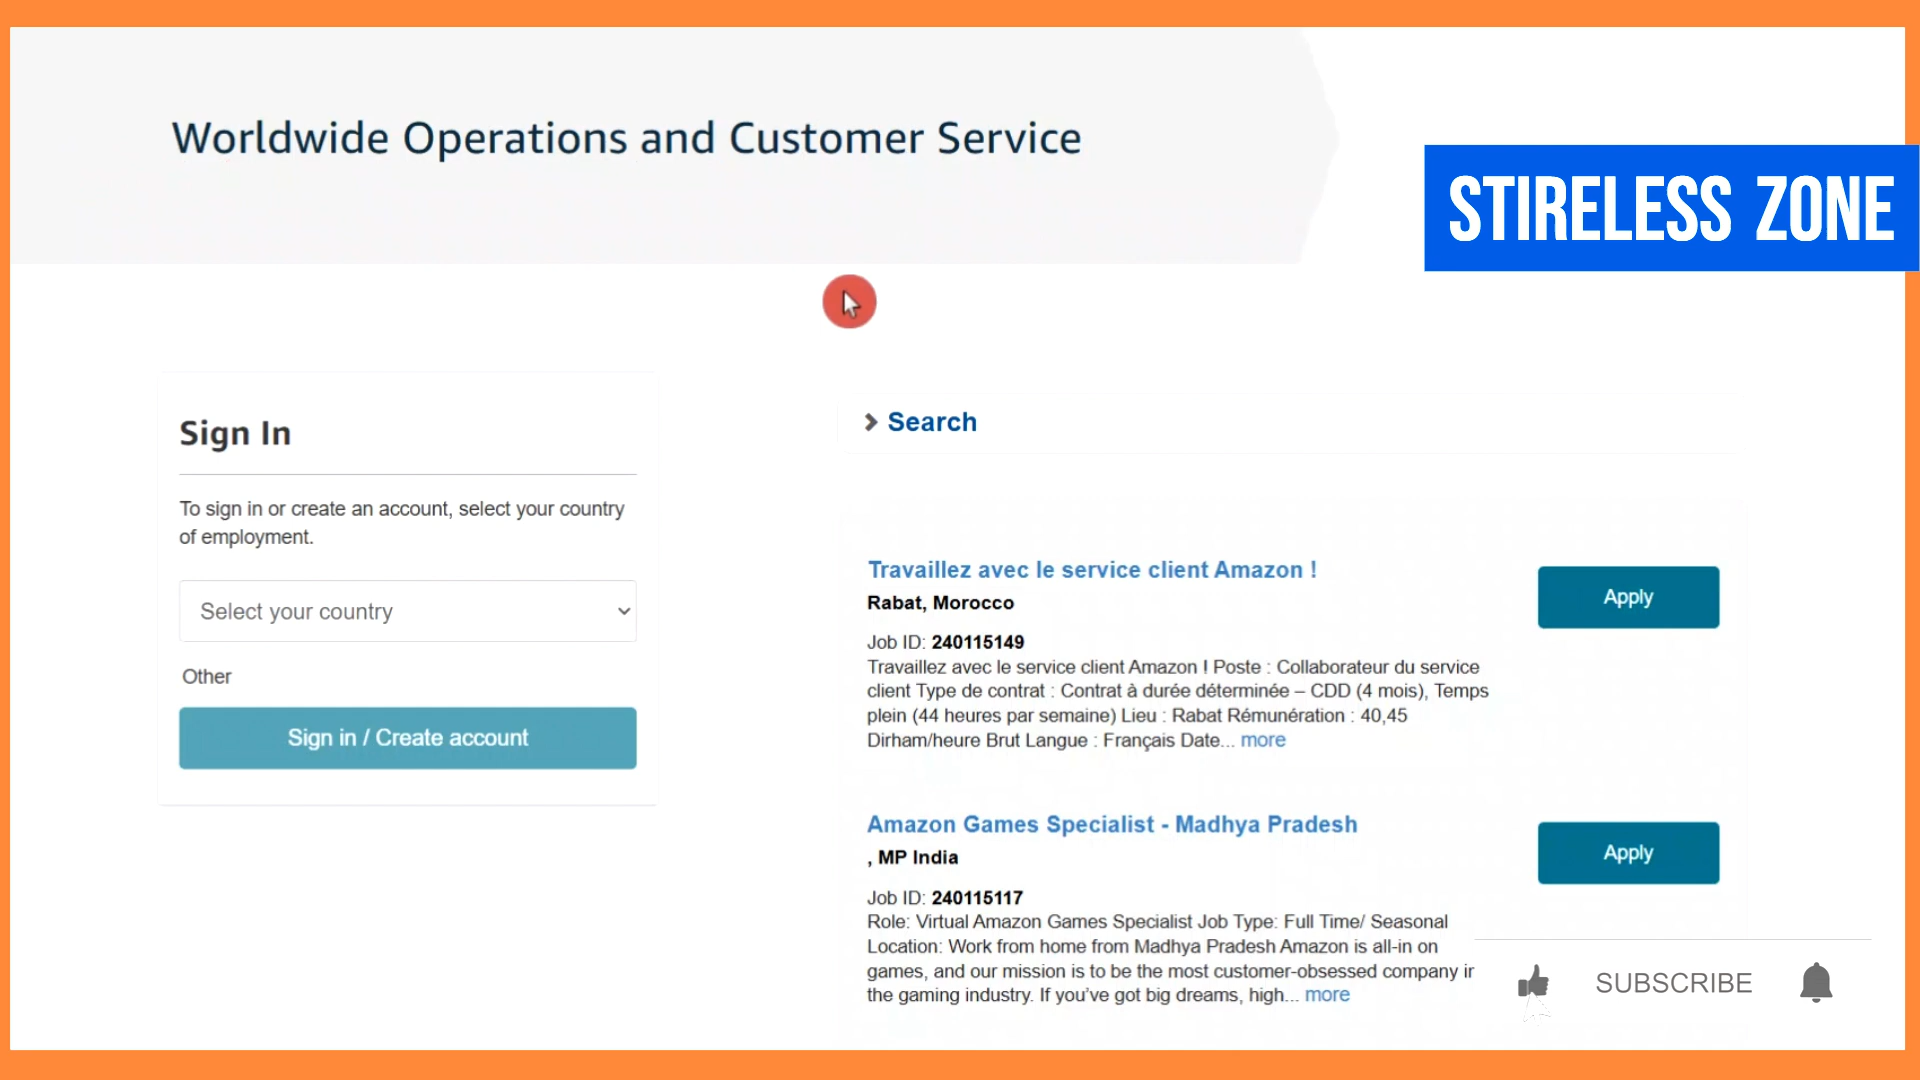 Worldwide Operations and Customer Service
STIRELESS ZONE
Sign In
To sign in or create an account, select your country
of employment.
Select your country
Other
Sign in / Create account
Search
Travaillez avec le service client Amazon !
Rabat, Morocco
Job ID: 240115149
Travaillez avec le service client Amazon ! Poste : Collaborateur du service
client Type de contrat : Contrat à durée déterminée – CDD (4 mois), Temps
plein (44 heures par semaine) Lieu : Rabat Rémunération : 40,45
Dirham/heure Brut Langue : Français Date... more
Apply
Amazon Games Specialist - Madhya Pradesh
, MP India
Job ID: 240115117
Role: Virtual Amazon Games Specialist Job Type: Full Time/ Seasonal
Location: Work from home from Madhya Pradesh Amazon is all-in on
games, and our mission is to be the most customer-obsessed company
the gaming industry. If you've got big dreams, high... more
Apply
SUBSCRIBE